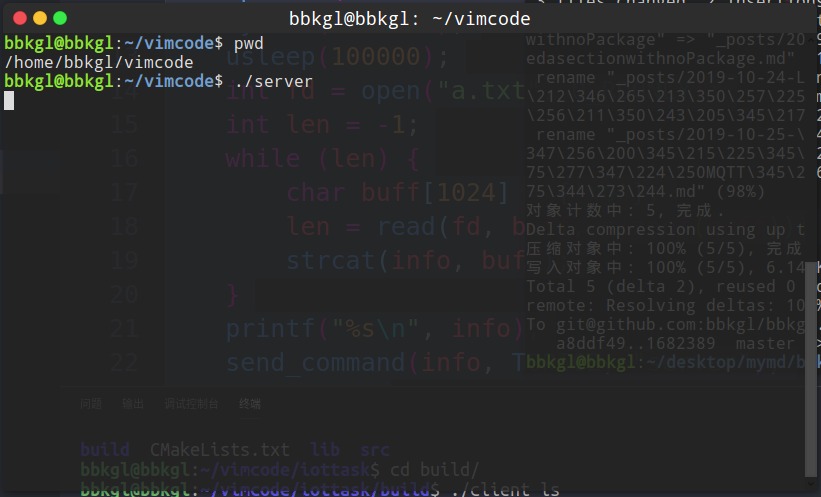 bbkgl@bbkgl: ~/vimcode
bbkgl@bbkgl:~/vimcode$ pwd
/home/bbkgl/vimcode
bbkgl@bbkgl:~/vimcode$ ./server
usleep(100000);
int fd = open("a.txt
15 int len = -1;
16 while (len) {
17 char buff[1024]
18 len = read(fd, b
19 strcat(info, buf
20 }
21 printf("%s\n", info)
22 send_command(info, T
withnoPackage" => "_posts/20
edasectionwithnoPackage.md"
rename "_posts/2019-10-24-L
\212\346\265\213\350\257\225
\256\211\350\243\205\345\217
rename "_posts/2019-10-25-\
347\256\200\345\215\225\345\
75\277\347\224\250MQTT\345\2
75\344\273\244.md" (98%)
对象计数中: 5, 完成.
Delta compression using up t
压缩对象中: 100% (5/5), 完成
写入对象中: 100% (5/5), 6.14
Total 5 (delta 2), reused 0
remote: Resolving deltas: 10
To git@github.com:bbkgl/bbkg
a8ddf49..1682389 master
bbkgl@bbkgl:~/desktop/mymd/b
问题 输出 调试控制台 终端
build CMakeLists.txt lib src
bbkgl@bbkgl:~/vimcode/iottask$ cd build/
bbkgl@bbkgl:~/vimcode/iottask/build$ ./client ls